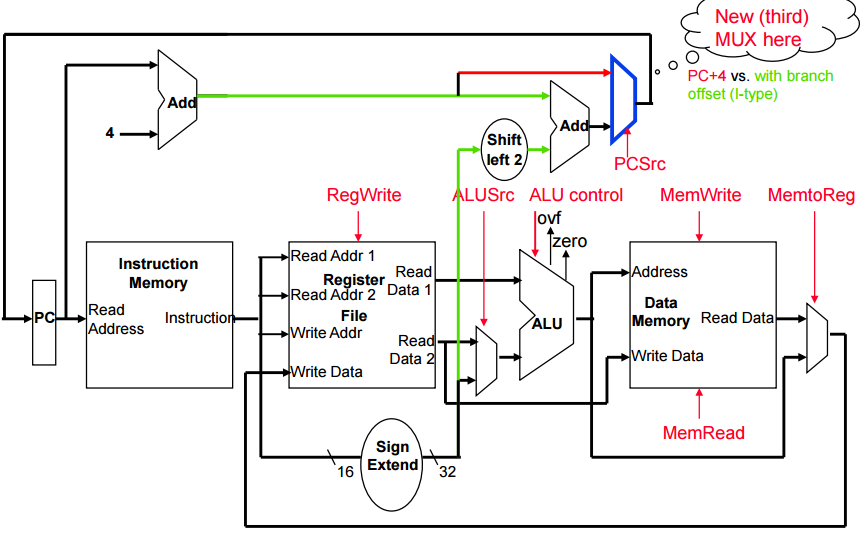 New (third)
MUX here
PC+4 vs. with branch
offset (I-type)
Add
4
Add
Shift
left 2
PCSrc
RegWrite
ALUSrc
ALU control
MemWrite
MemtoReg
ovf
zero
Instruction
Memory
Read Addr 1
Register
Read
Data 1
Read Addr 2
File
Address
Data
Memory
Read Data
PC
Read
Address
Instruction
Write Addr
Read
Data 2
ALU
Write Data
Write Data
MemRead
Sign
Extend
16
32